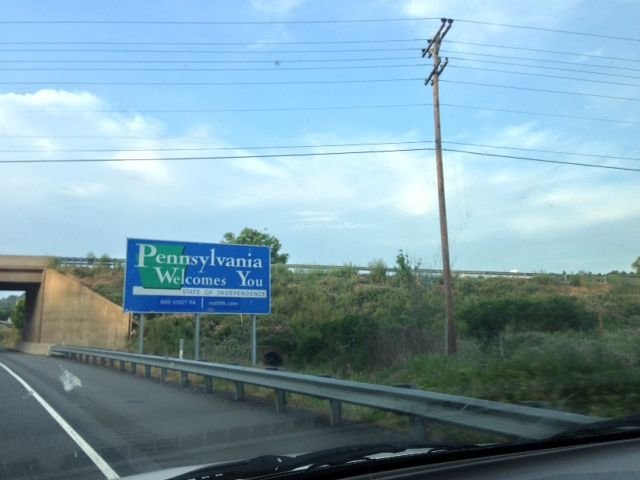 Pennsylvania
Welcomes You
STATE OF INDEPENDENCE
800-VISIT-PA | visitPA.com